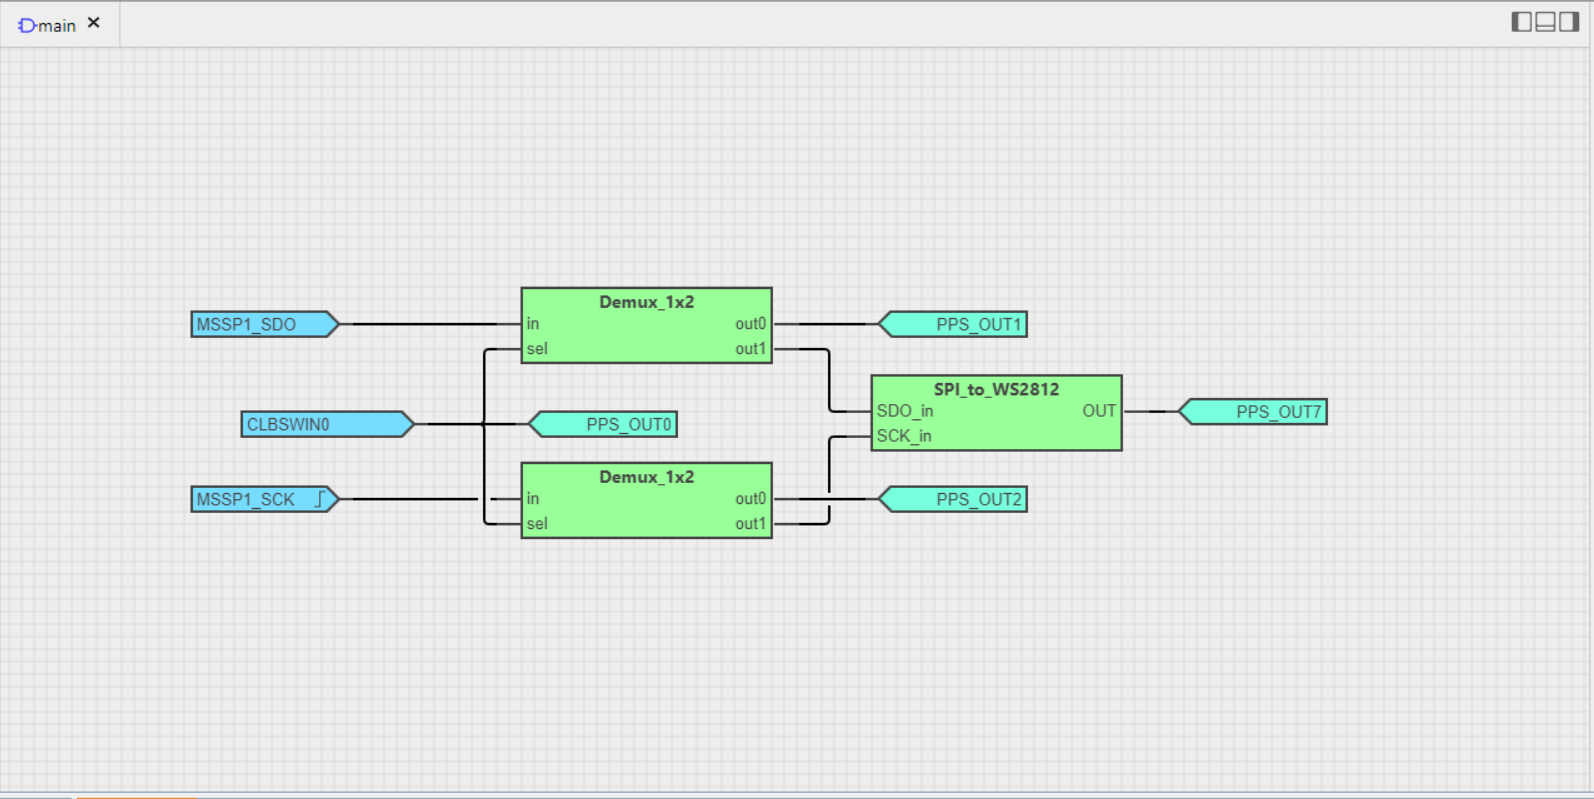 main
Demux_1x2
MSSP1_SDO
in
out0
PPS_OUT1
sel
out1
SPI_to_WS2812
SDO_in
OUT
PPS_OUT7
CLBSWIN0
PPS_OUT0
SCK_in
Demux_1x2
MSSP1_SCK
in
out0
PPS_OUT2
sel
out1